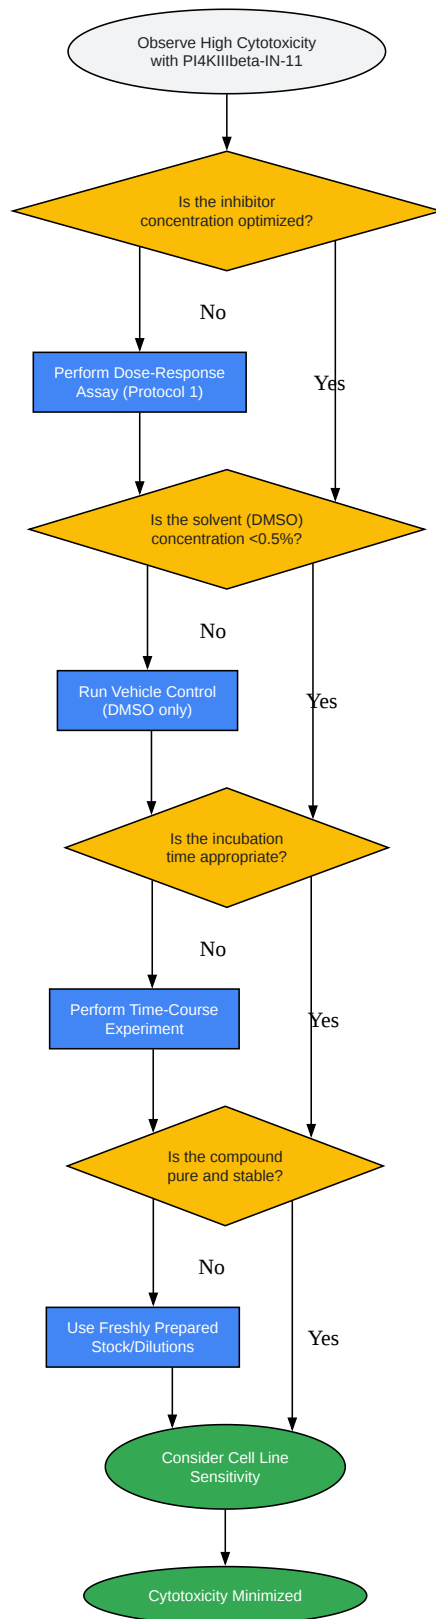 Observe High Cytotoxicity
with PI4KIIIbeta-IN-11
Is the inhibitor
concentration optimized?
No
Yes
Perform Dose-Response
Assay (Protocol 1)
Is the solvent (DMSO)
concentration <0.5%?
No
Yes
Run Vehicle Control
(DMSO only)
Is the incubation
time appropriate?
No
Yes
Perform Time-Course
Experiment
Is the compound
pure and stable?
No
Yes
Use Freshly Prepared
Stock/Dilutions
Consider Cell Line
Sensitivity
Cytotoxicity Minimized